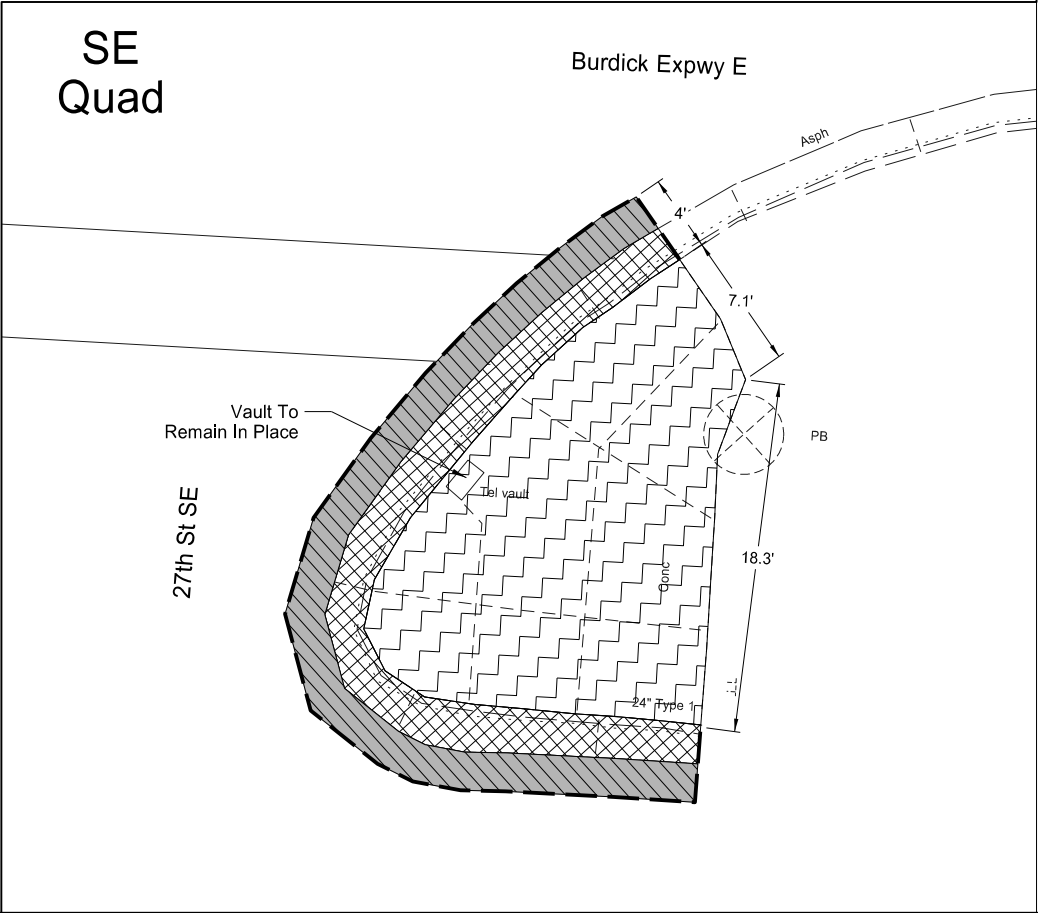 SE
Quad
Burdick Expwy E
Asph
4'
7.1'
Vault To
Remain In Place
PB
Tel vault
27th St SE
18.3'
Conc
24" Type 1